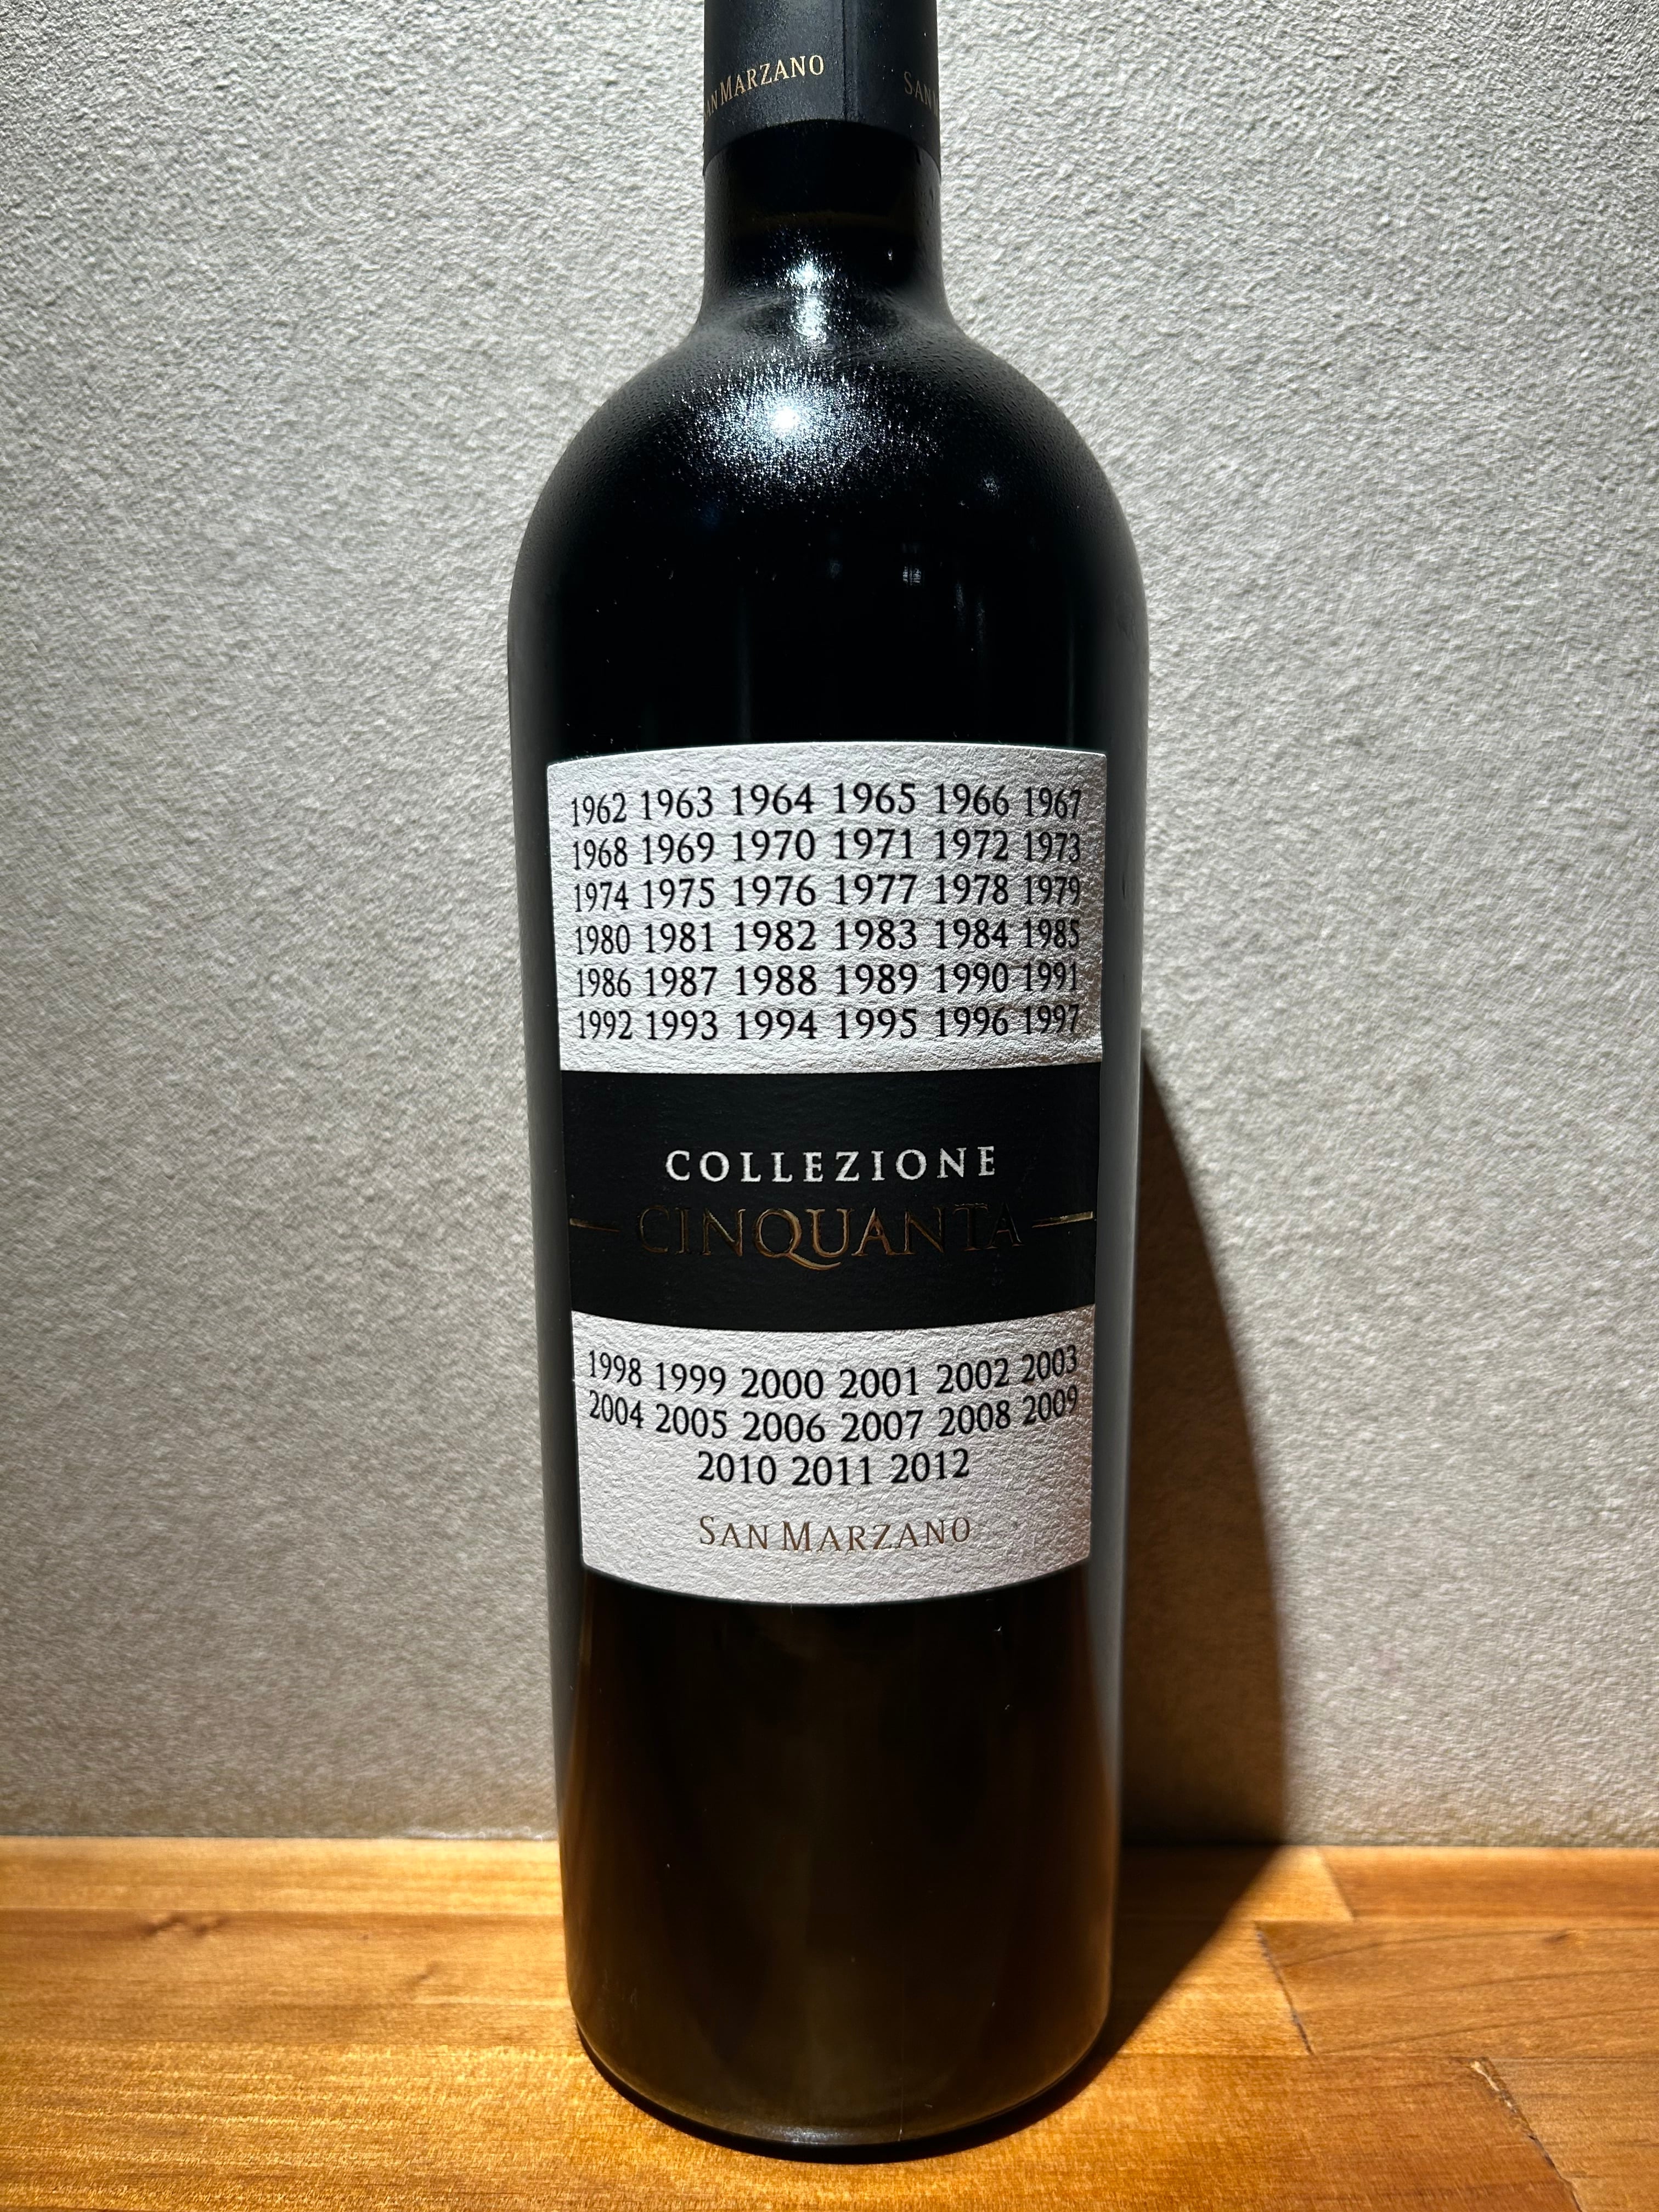 SAN MARZANO SAN M
1962 1963 1964 1965 1966 1967
1968 1969 1970 1971 1972 1973
1974 1975 1976 1977 1978 1979
1980 1981 1982 1983 1984 1985
1986 1987 1988 1989 1990 1991
1992 1993 1994 1995 1996 1997
COLLEZIONE
CINQUANTA
1998 1999 2000 2001 2002 2003
2004 2005 2006 2007 2008 2009
2010 2011 2012
SAN MARZANO